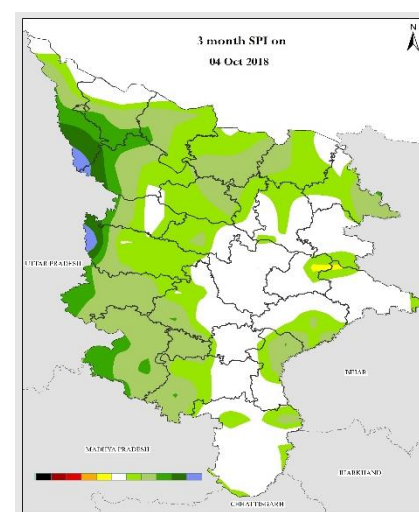 3 month SPI on
04 Oct 2018
N
UTTAR PRADESH
BIHAR
MADHYA PRADESH
JHARKHAND
CHHATTISGARH